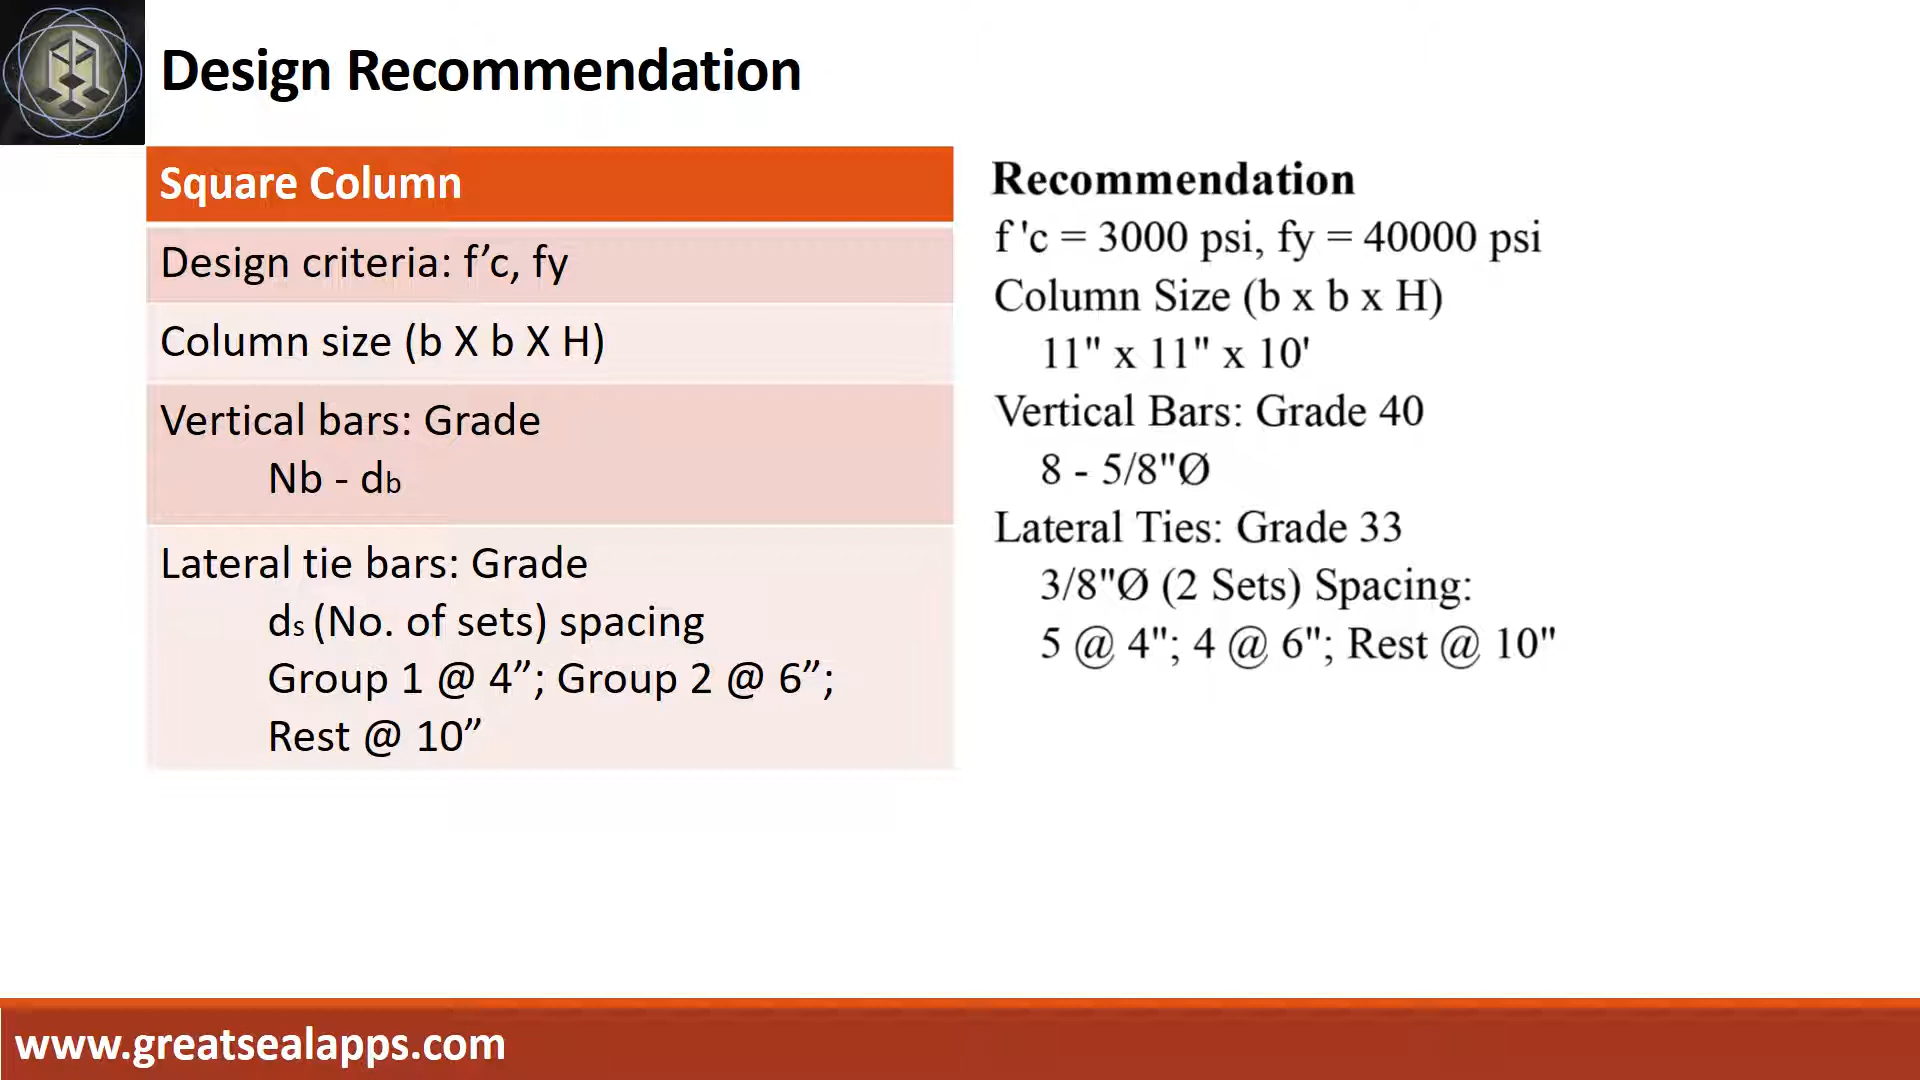 Design Recommendation
Square Column
Design criteria: f’c, fy
Column size (b X b X H)
Vertical bars: Grade
Nb - db
Lateral tie bars: Grade
ds (No. of sets) spacing
Group 1 @ 4”; Group 2 @ 6”;
Rest @ 10”
Recommendation
f 'c = 3000 psi, fy = 40000 psi
Column Size (b x b x H)
11" x 11" x 10'
Vertical Bars: Grade 40
8 - 5/8"Ø
Lateral Ties: Grade 33
3/8"Ø (2 Sets) Spacing:
5 @ 4"; 4 @ 6"; Rest @ 10"
www.greatsealapps.com